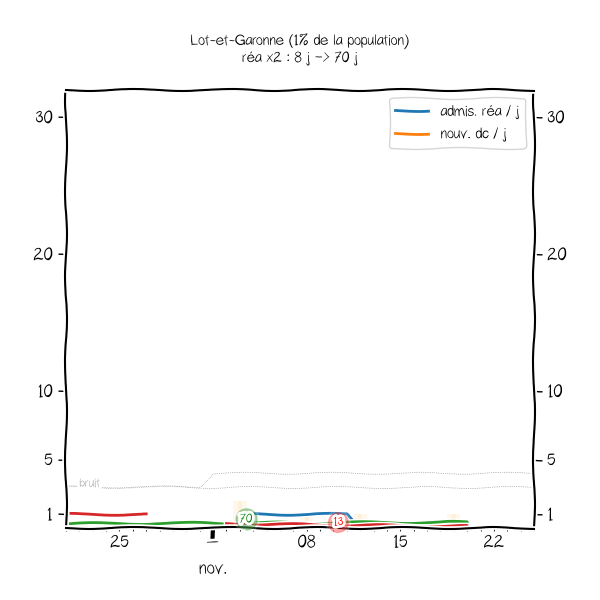 Lot-et-Garonne (1% de la population)
réa x2 : 8 j -> 70 j
admis. réa / j
nouv. dc / j
30
30
20
20
10
10
5
5
bruit
1
1
70
13
25
08
15
22
nov.